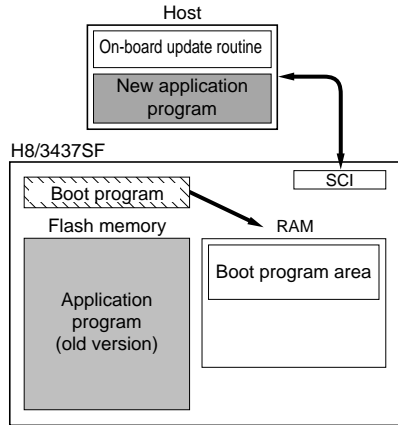 Host
On-board update routine
New application
program
H8/3437SF
SCI
Boot program
Flash memory
RAM
Boot program area
Application
program
(old version)